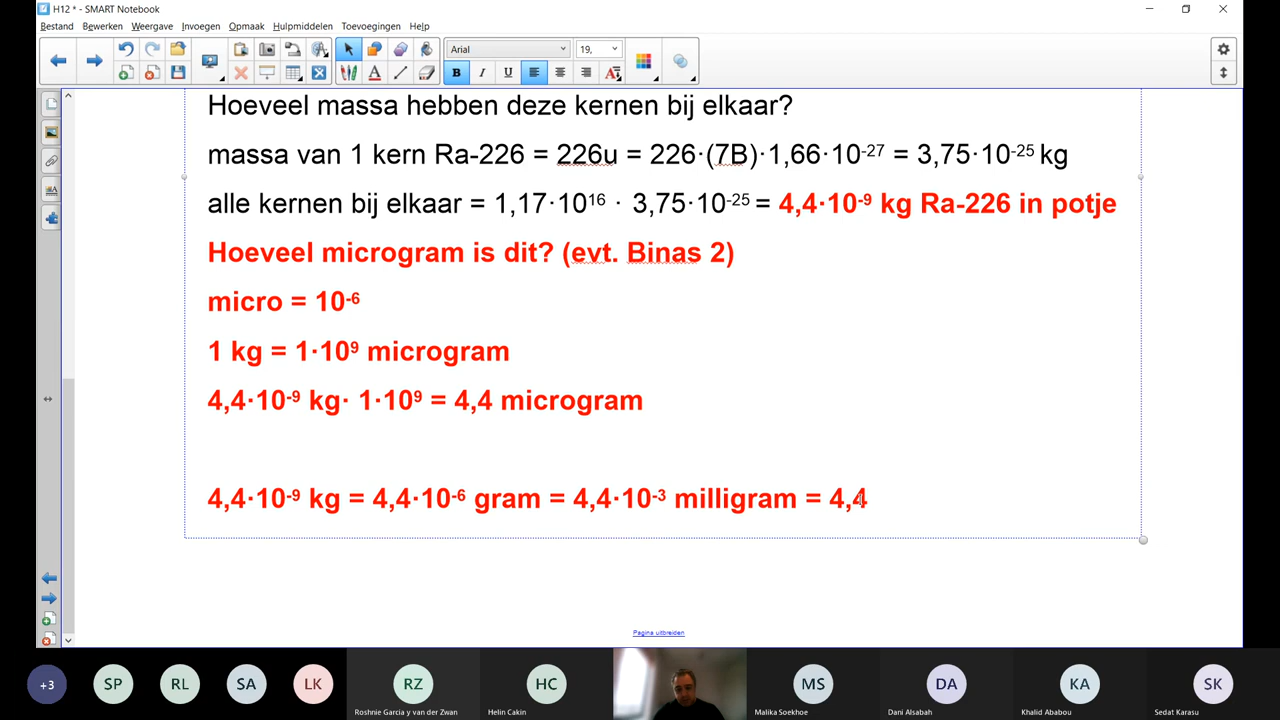 H12 * - SMART Notebook
Bestand Bewerken Weergave Invoegen Opmaak Hulpmiddelen Toevoegingen Help
Arial 19,
B I U A
Hoeveel massa hebben deze kernen bij elkaar?
massa van 1 kern Ra-226 = 226u = 226·(7B)·1,66·10⁻²⁷ = 3,75·10⁻²⁵ kg
alle kernen bij elkaar = 1,17·10¹⁶ · 3,75·10⁻²⁵ = 4,4·10⁻⁹ kg Ra-226 in potje
Hoeveel microgram is dit? (evt. Binas 2)
micro = 10⁻⁶
1 kg = 1·10⁹ microgram
4,4·10⁻⁹ kg· 1·10⁹ = 4,4 microgram
4,4·10⁻⁹ kg = 4,4·10⁻⁶ gram = 4,4·10⁻³ milligram = 4,4
Pagina uitbreiden
+3 SP RL SA LK RZ HC MS DA KA SK
Roshnie Garcia y van der Zwan Helin Cakin Malika Soekhoe Dani Alsabah Khalid Ababou Sedat Karasu